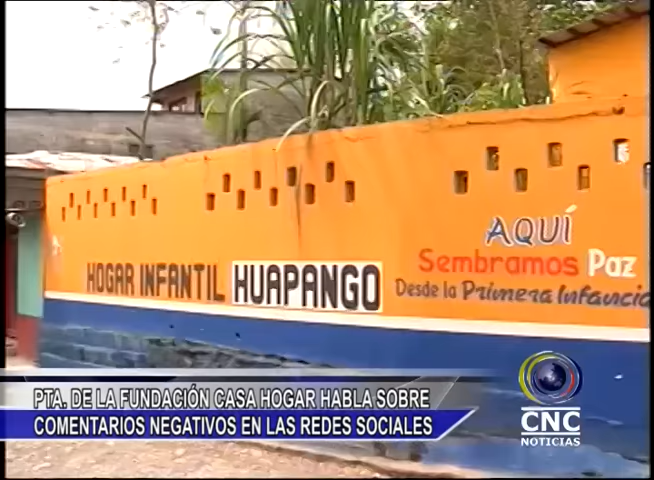 AQUÍ
Sembramos Paz
Desde la Primera Infancia
HOGAR INFANTIL HUAPANGO
PTA. DE LA FUNDACIÓN CASA HOGAR HABLA SOBRE
COMENTARIOS NEGATIVOS EN LAS REDES SOCIALES
CNC
NOTICIAS